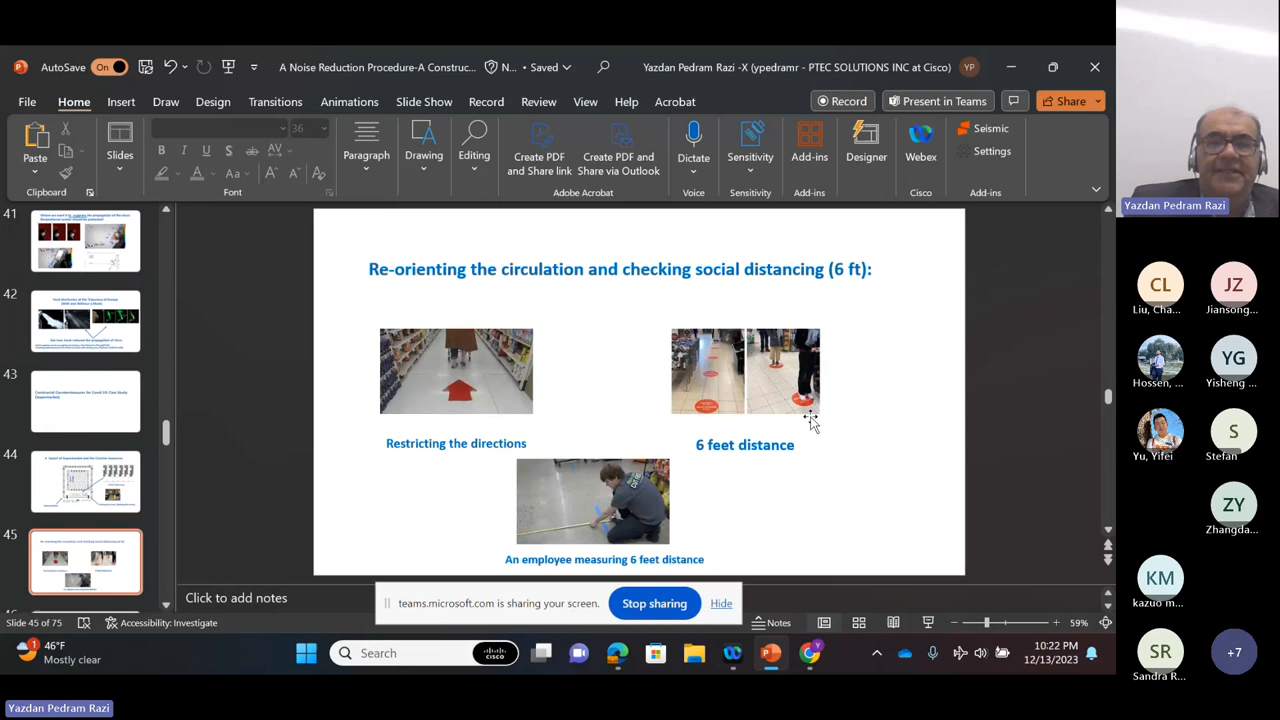 AutoSave On
A Noise Reduction Procedure-A Construc... N... • Saved
Yazdan Pedram Razi -X (ypedramr - PTEC SOLUTIONS INC at Cisco) YP
File Home Insert Draw Design Transitions Animations Slide Show Record Review View Help Acrobat
Record Present in Teams Share
36
Paste Slides Paragraph Drawing Editing Create PDF and Share link Create PDF and Share via Outlook Dictate Sensitivity Add-ins Designer Webex Seismic Settings
B I U S ab AV
A Aa A A A
Clipboard Font Adobe Acrobat Voice Sensitivity Add-ins Cisco Add-ins
Yazdan Pedram Razi
41
42
43
44
45
Re-orienting the circulation and checking social distancing (6 ft):
Restricting the directions
6 feet distance
An employee measuring 6 feet distance
Click to add notes
teams.microsoft.com is sharing your screen. Stop sharing Hide
Slide 45 of 75 Accessibility: Investigate Notes 59%
46°F
Mostly clear
1
Search
cisco
10:22 PM
12/13/2023
CL JZ
Liu, Cha... Jiansong...
YG
Hossen, ... Yisheng ...
S
Yu, Yifei Stefan
ZY
Zhangda...
KM
kazuo m...
SR +7
Sandra R...
Yazdan Pedram Razi